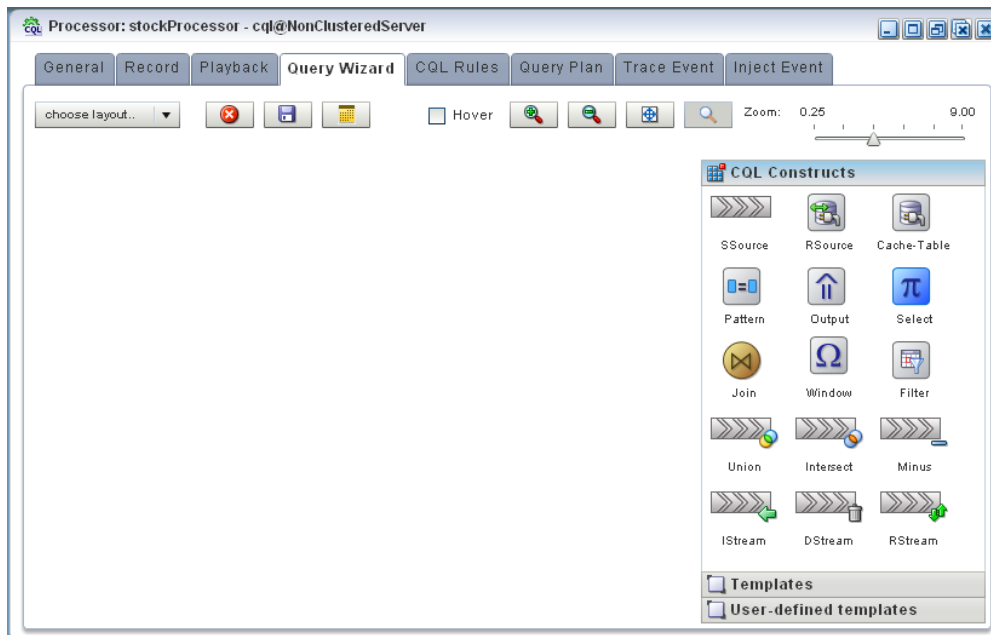 CQL Processor: stockProcessor - cql@NonClusteredServer
General Record Playback Query Wizard CQL Rules Query Plan Trace Event Inject Event
choose layout.. Hover Zoom: 0.25 9.00
CQL Constructs
SSource RSource Cache-Table
Pattern Output Select
Join Window Filter
Union Intersect Minus
IStream DStream RStream
Templates
User-defined templates